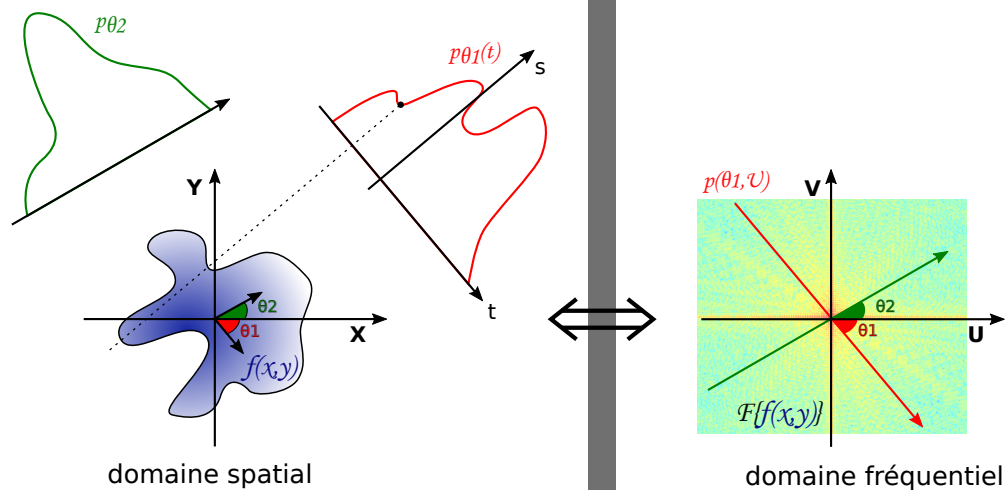 pθ2
pθ1(t)
s
t
Y
X
θ2
θ1
f(x,y)
domaine spatial
p(θ1,U)
V
U
θ2
θ1
F{f(x,y)}
domaine fréquentiel